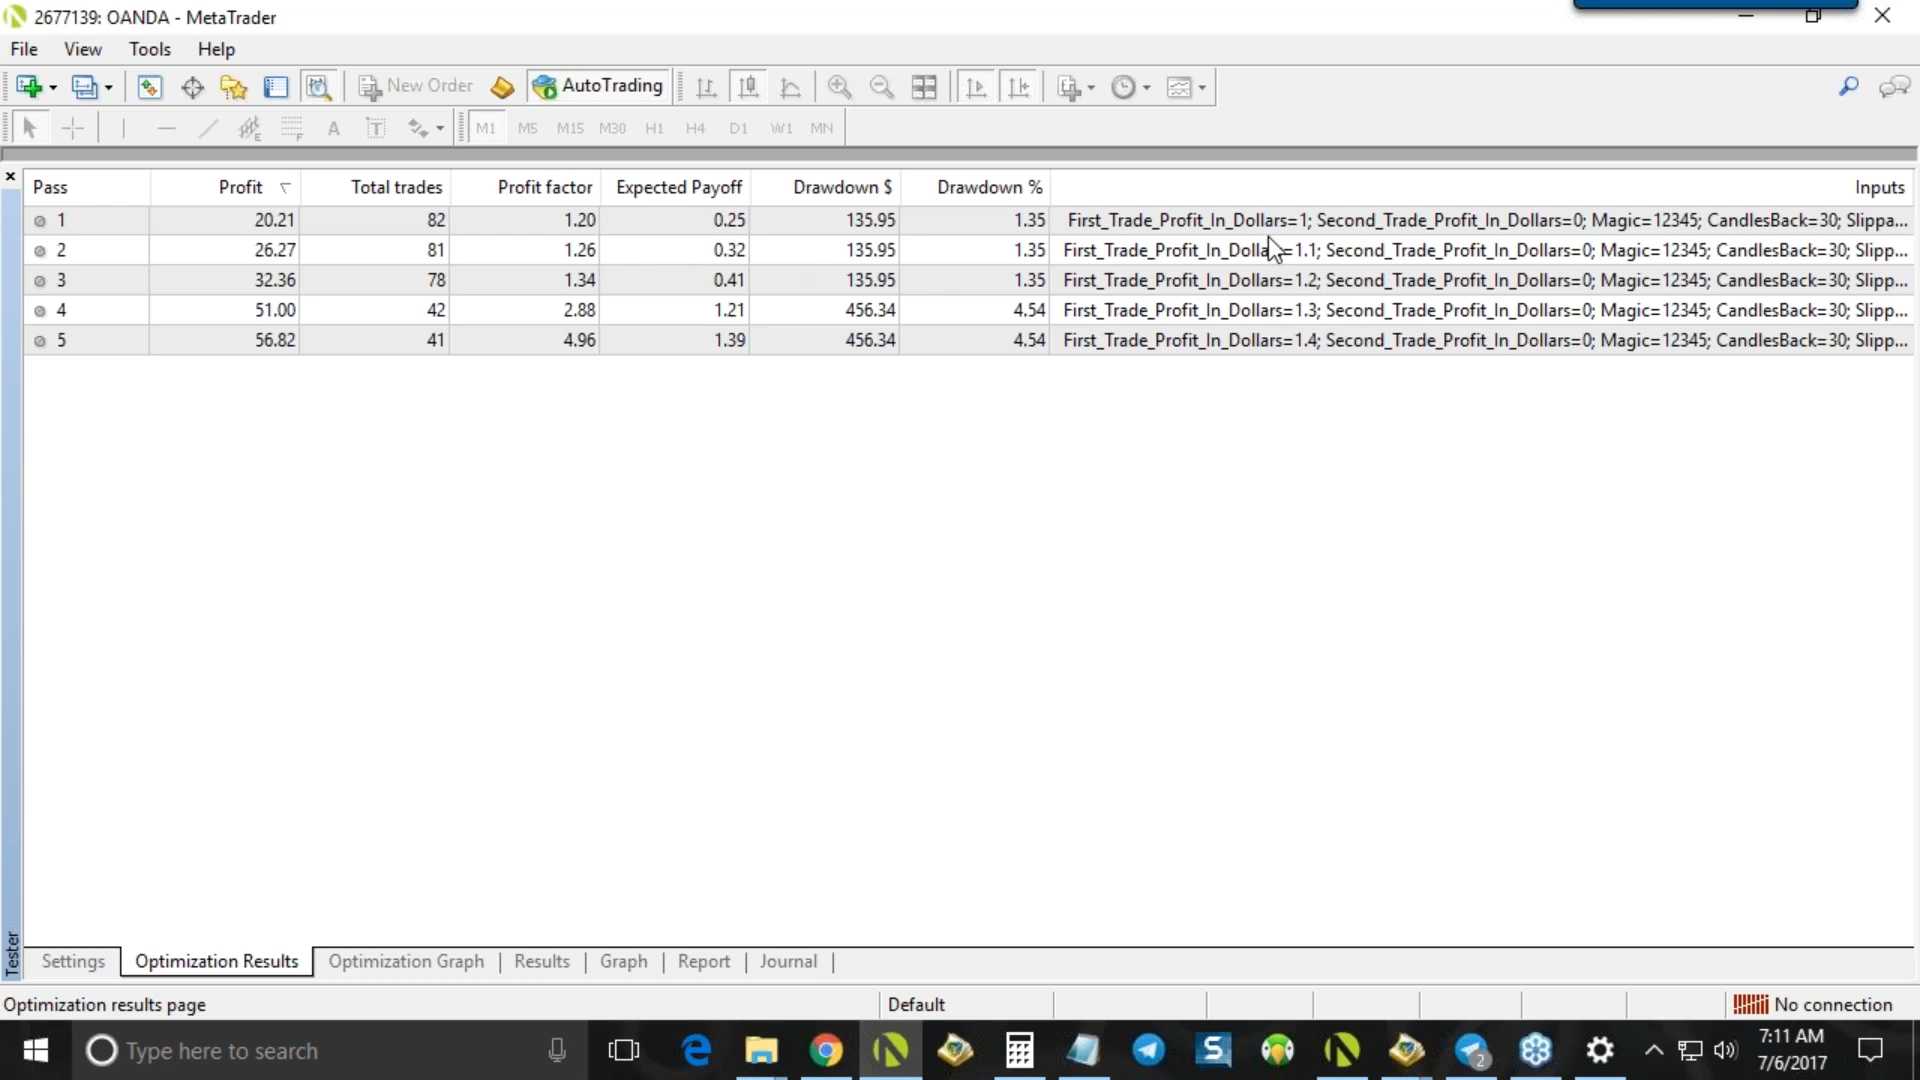 2677139: OANDA - MetaTrader
File View Tools Help
New Order AutoTrading
A T M1 M5 M15 M30 H1 H4 D1 W1 MN
Pass Profit Total trades Profit factor Expected Payoff Drawdown $ Drawdown % Inputs
1 20.21 82 1.20 0.25 135.95 1.35 First_Trade_Profit_In_Dollars=1; Second_Trade_Profit_In_Dollars=0; Magic=12345; CandlesBack=30; Slippa...
2 26.27 81 1.26 0.32 135.95 1.35 First_Trade_Profit_In_Dollars=1.1; Second_Trade_Profit_In_Dollars=0; Magic=12345; CandlesBack=30; Slipp...
3 32.36 78 1.34 0.41 135.95 1.35 First_Trade_Profit_In_Dollars=1.2; Second_Trade_Profit_In_Dollars=0; Magic=12345; CandlesBack=30; Slipp...
4 51.00 42 2.88 1.21 456.34 4.54 First_Trade_Profit_In_Dollars=1.3; Second_Trade_Profit_In_Dollars=0; Magic=12345; CandlesBack=30; Slipp...
5 56.82 41 4.96 1.39 456.34 4.54 First_Trade_Profit_In_Dollars=1.4; Second_Trade_Profit_In_Dollars=0; Magic=12345; CandlesBack=30; Slipp...
Tester
Settings Optimization Results Optimization Graph Results Graph Report Journal
Optimization results page Default No connection
Type here to search S 2 7:11 AM
7/6/2017